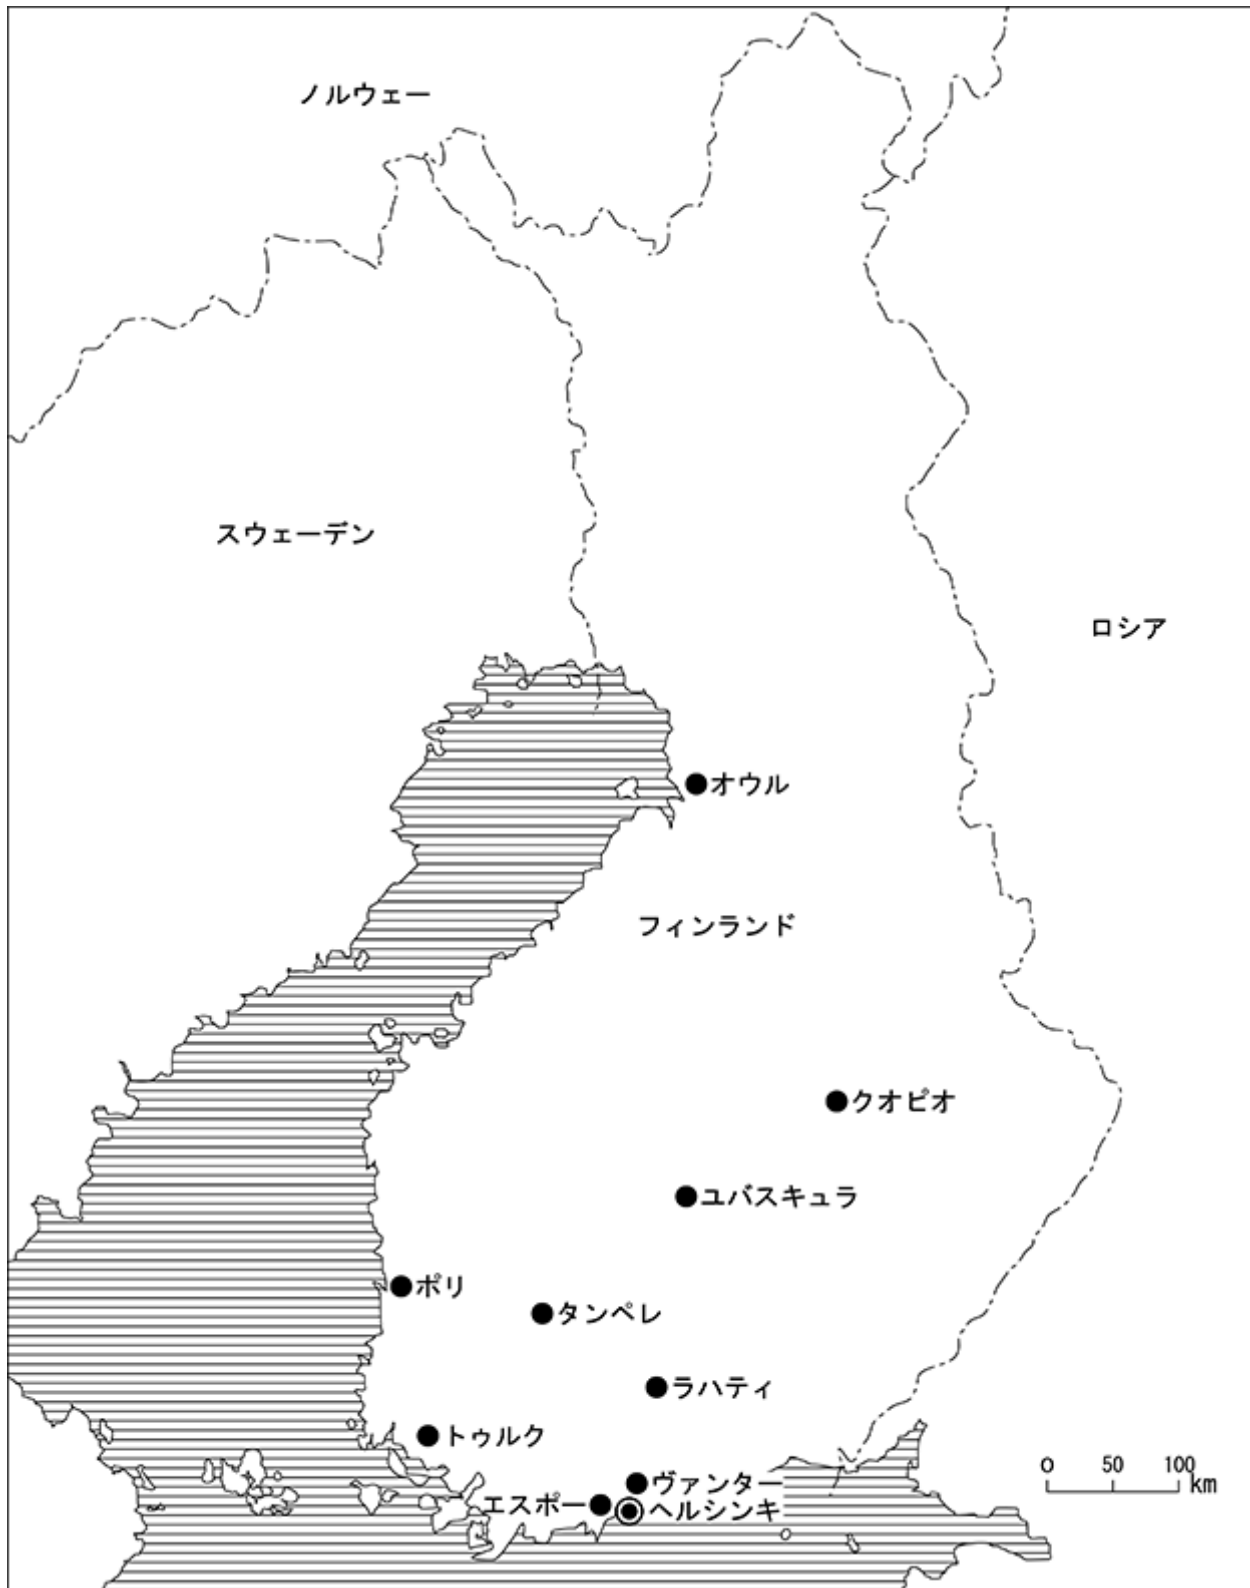 ノルウェー
スウェーデン
ロシア
オウル
フィンランド
クオピオ
ユバスキュラ
ポリ
タンペレ
ラハティ
トゥルク
ヴァンター
エスポー
ヘルシンキ
0 50 100
km